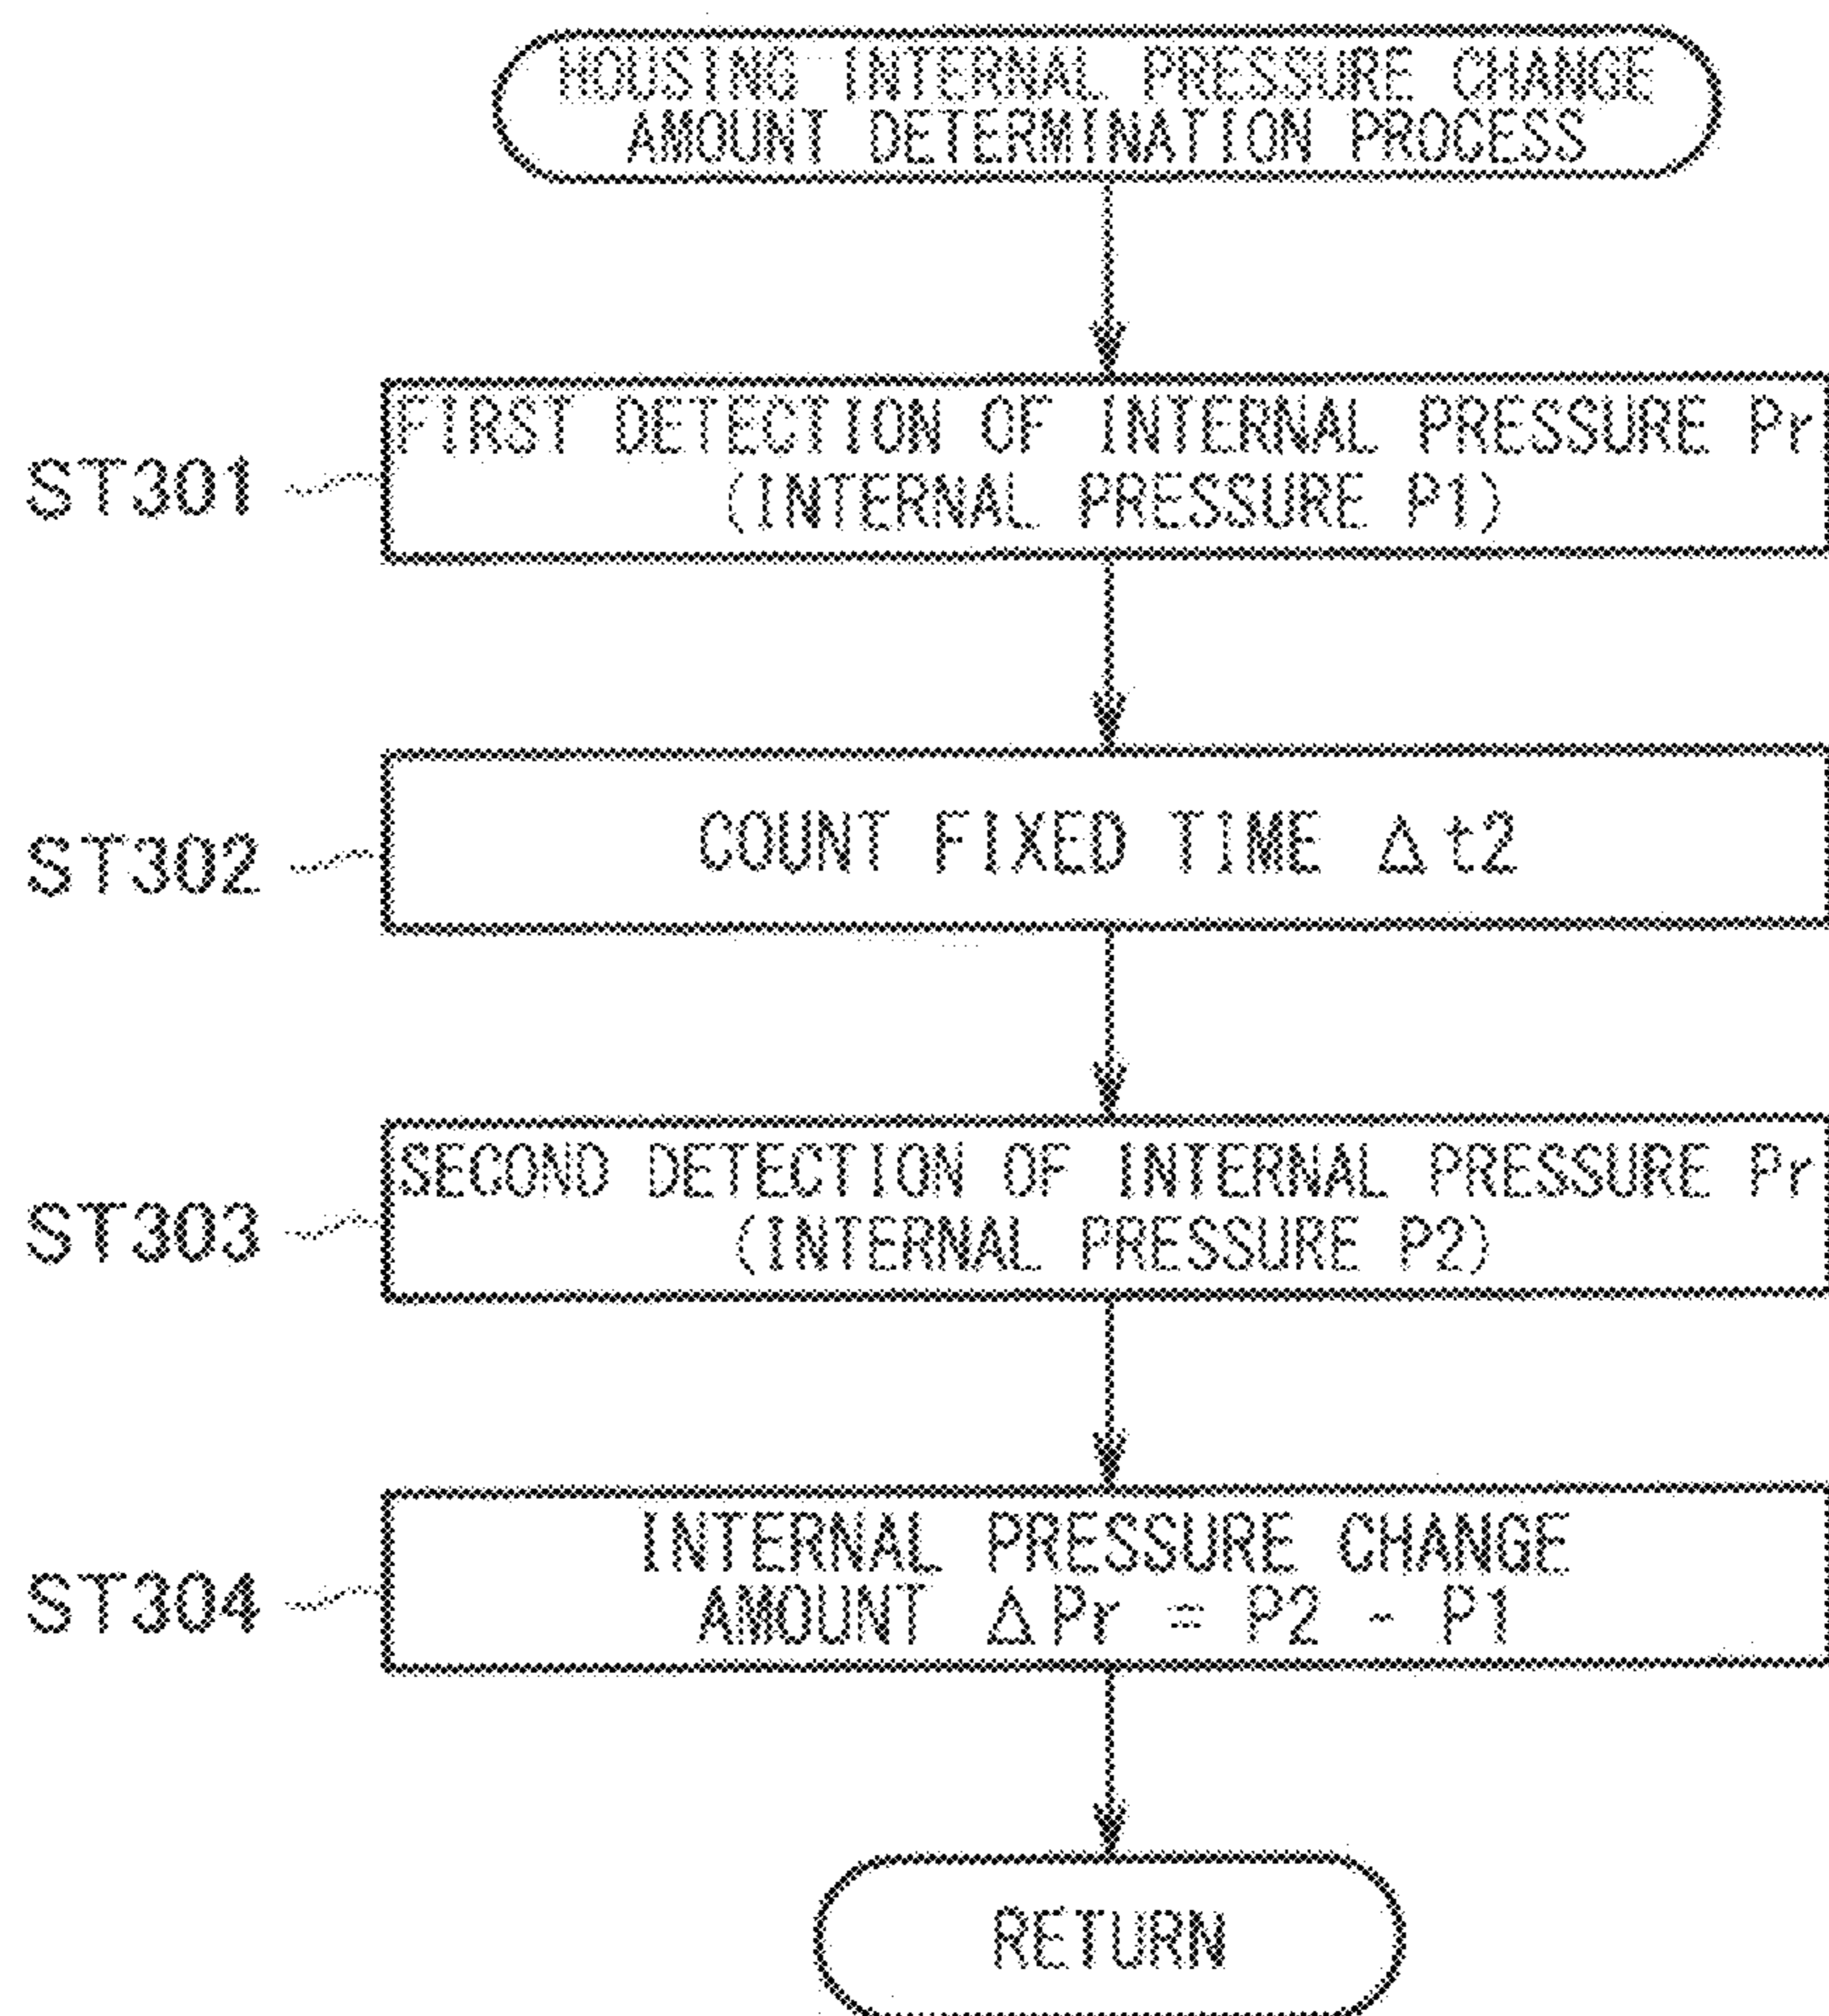 HOUSING INTERNAL PRESSURE CHANGE
AMOUNT DETERMINATION PROCESS
FIRST DETECTION OF INTERNAL PRESSURE Pr
ST301
(INTERNAL PRESSURE P1)
COUNT FIXED TIME Δt2
ST302
SECOND DETECTION OF INTERNAL PRESSURE Pr
ST303
(INTERNAL PRESSURE P2)
INTERNAL PRESSURE CHANGE
ST304
AMOUNT ΔPr = P2 - P1
RETURN